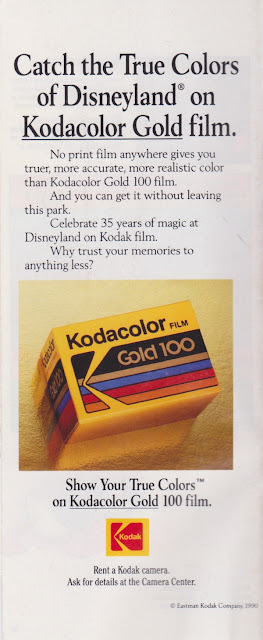 Catch the True Colors
of Disneyland® on
Kodacolor Gold film.
No print film anywhere gives you
truer, more accurate, more realistic color
than Kodacolor Gold 100 film.
And you can get it without leaving
this park.
Celebrate 35 years of magic at
Disneyland on Kodak film.
Why trust your memories to
anything less?
Kodacolor FILM
Gold 100
Show Your True Colors™
on Kodacolor Gold 100 film.
Kodak
Rent a Kodak camera.
Ask for details at the Camera Center.
© Eastman Kodak Company, 1990